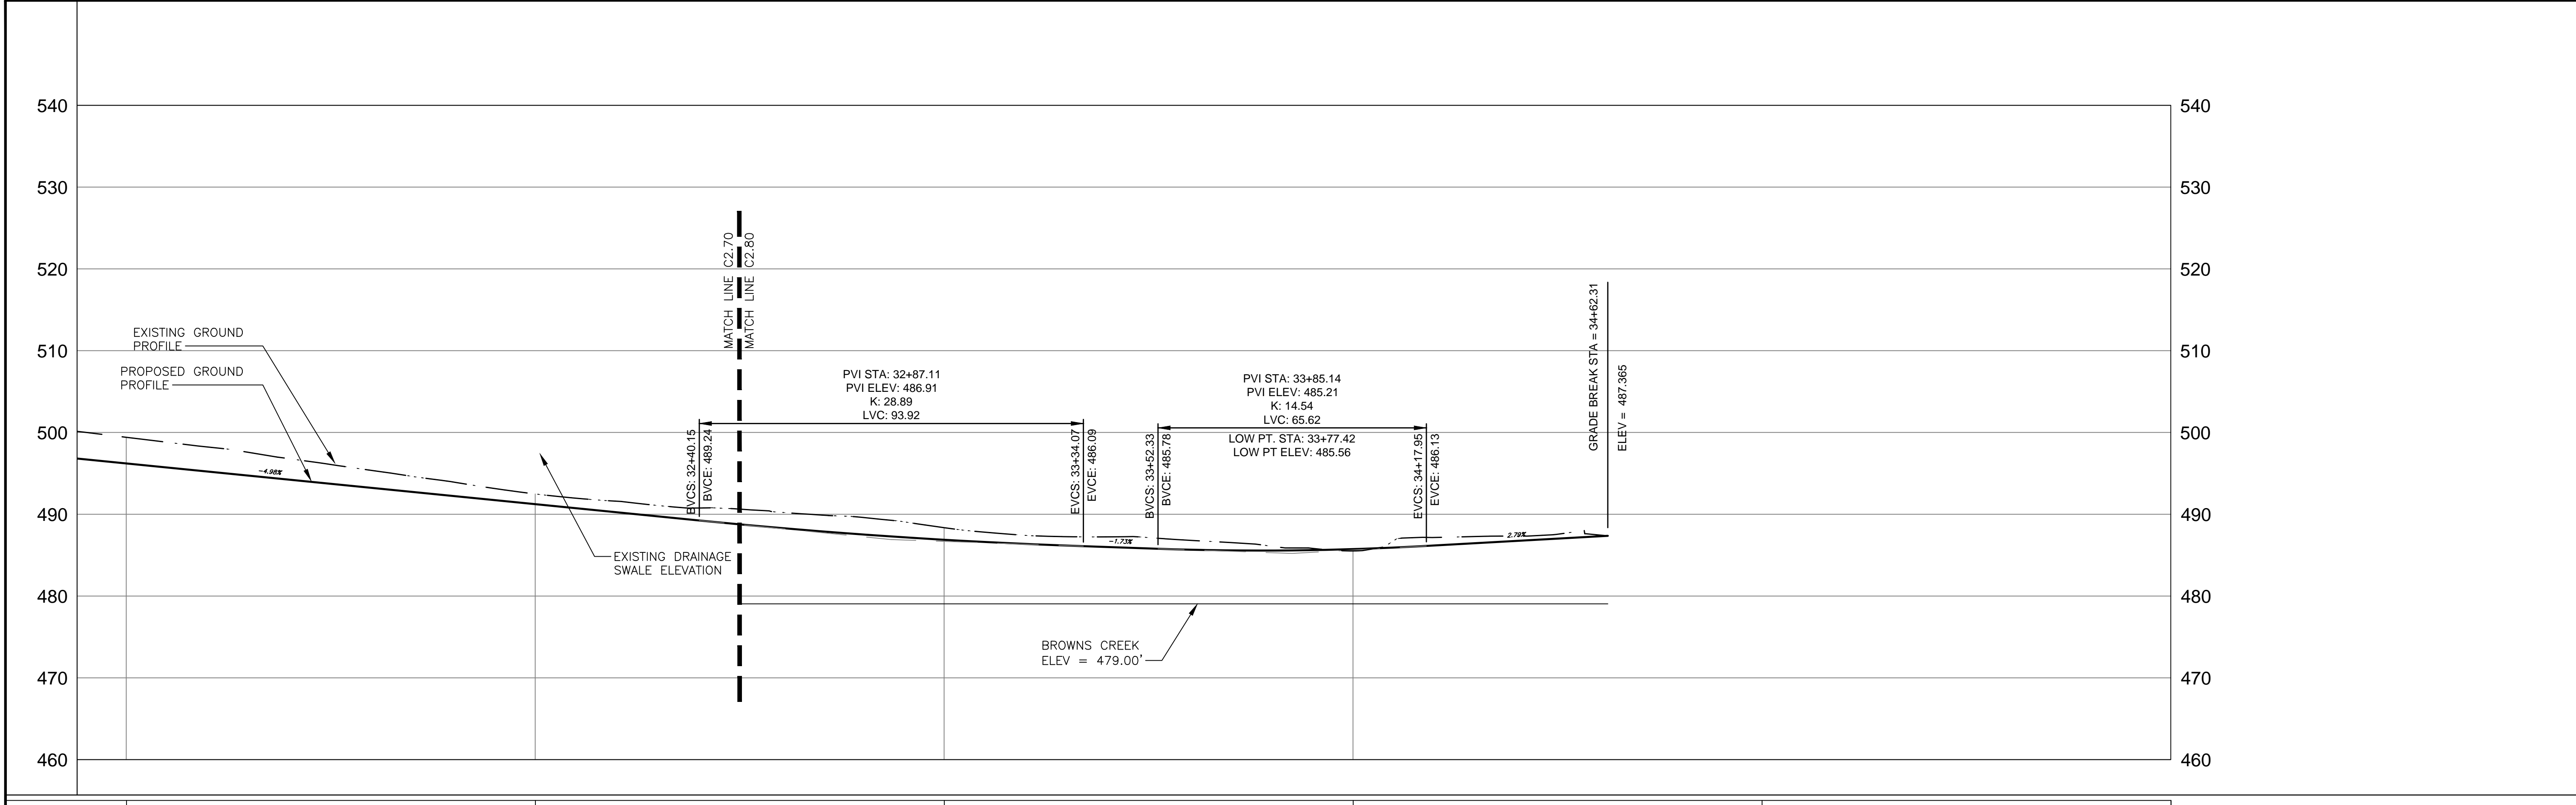 540
540
530
530
520
520
510
510
500
500
490
490
480
480
470
470
460
460
MATCH LINE C2.70
MATCH LINE C2.80
EXISTING GROUND
PROFILE
PROPOSED GROUND
PROFILE
-4.98%
EXISTING DRAINAGE
SWALE ELEVATION
BVCS: 32+40.15
BVCE: 489.24
PVI STA: 32+87.11
PVI ELEV: 486.91
K: 28.89
LVC: 93.92
EVCS: 33+34.07
EVCE: 486.09
-1.73%
BVCS: 33+52.33
BVCE: 485.78
PVI STA: 33+85.14
PVI ELEV: 485.21
K: 14.54
LVC: 65.62
LOW PT. STA: 33+77.42
LOW PT ELEV: 485.56
EVCS: 34+17.95
EVCE: 486.13
2.79%
GRADE BREAK STA = 34+62.31
ELEV = 487.365
BROWNS CREEK
ELEV = 479.00'